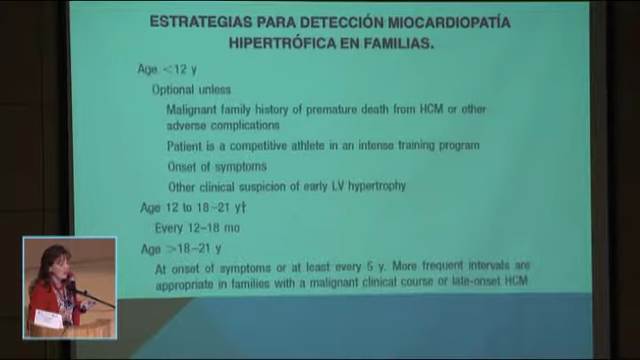 ESTRATEGIAS PARA DETECCIÓN MIOCARDIOPATÍA
HIPERTRÓFICA EN FAMILIAS.
Age <12 y
Optional unless
Malignant family history of premature death from HCM or other
adverse complications
Patient is a competitive athlete in an intense training program
Onset of symptoms
Other clinical suspicion of early LV hypertrophy
Age 12 to 18–21 y†
Every 12–18 mo
Age >18–21 y
At onset of symptoms or at least every 5 y. More frequent intervals are
appropriate in families with a malignant clinical course or late-onset HCM